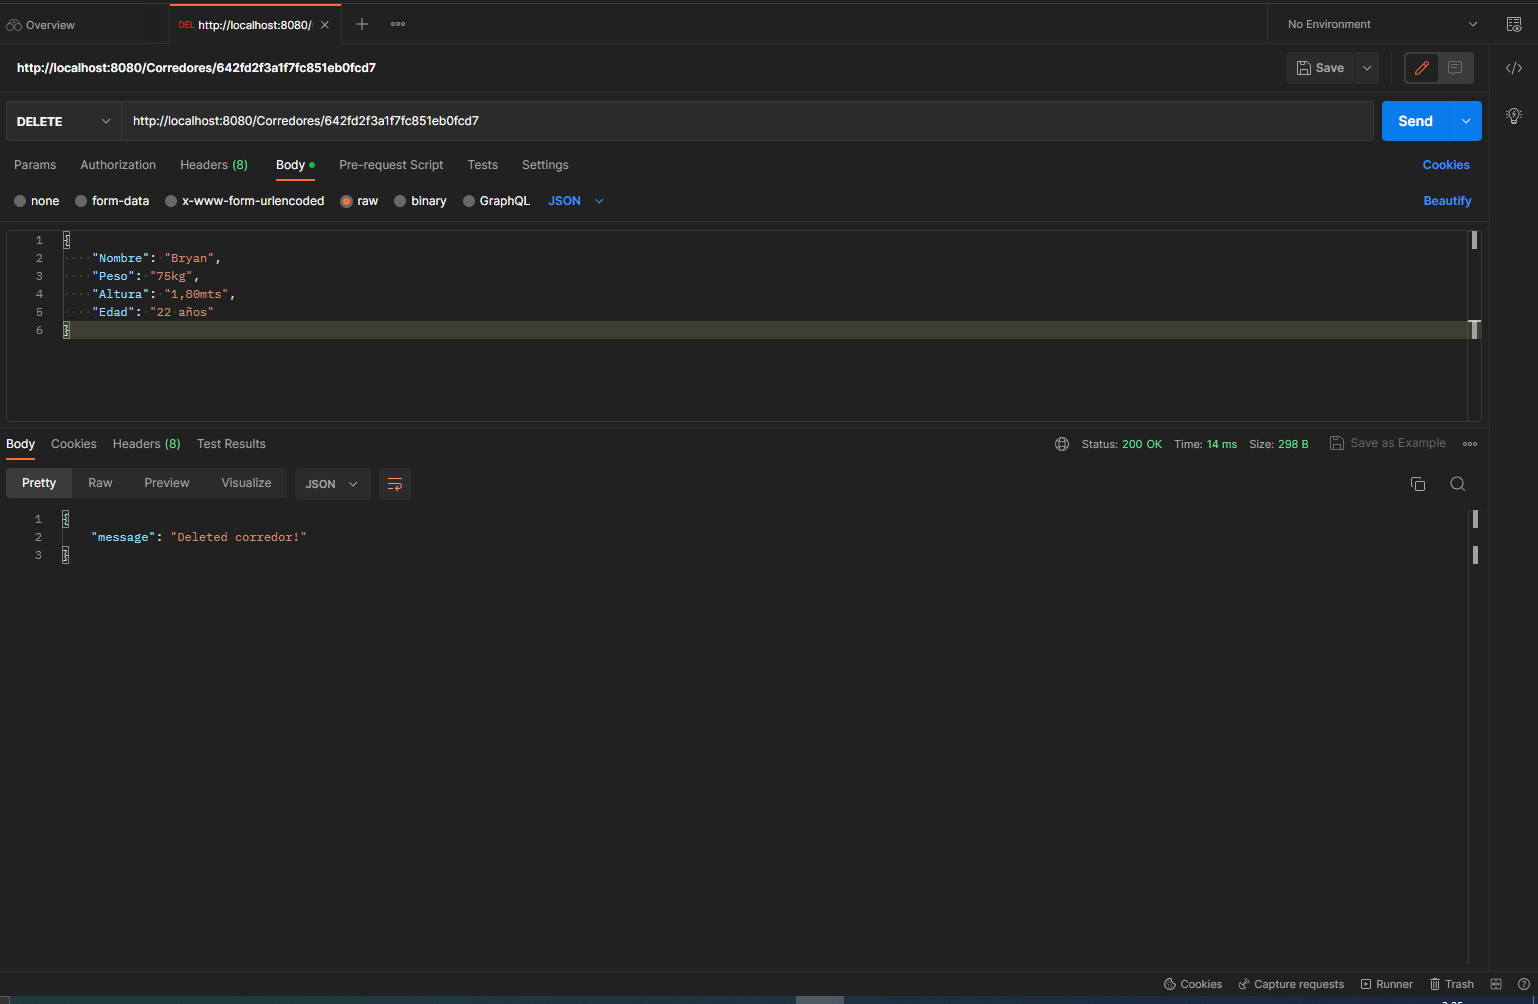 Overview
DEL http://localhost:8080/
No Environment
http://localhost:8080/Corredores/642fd2f3a1f7fc851eb0fcd7
Save
DELETE
http://localhost:8080/Corredores/642fd2f3a1f7fc851eb0fcd7
Send
Params Authorization Headers (8) Body Pre-request Script Tests Settings Cookies
none form-data x-www-form-urlencoded raw binary GraphQL JSON Beautify
1 {
2 "Nombre": "Bryan",
3 "Peso": "75kg",
4 "Altura": "1,80mts",
5 "Edad": "22 años"
6 }
Body Cookies Headers (8) Test Results Status: 200 OK Time: 14 ms Size: 298 B Save as Example
Pretty Raw Preview Visualize JSON
1 {
2 "message": "Deleted corredor!"
3 }
Cookies Capture requests Runner Trash